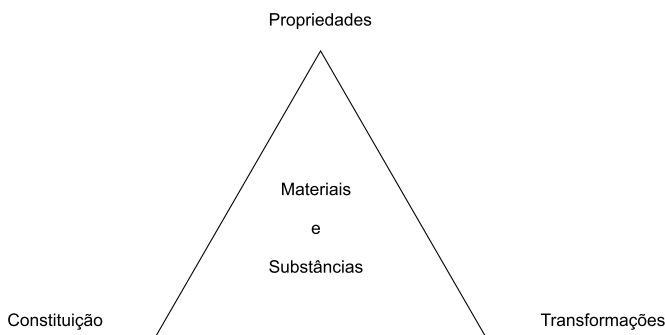 Propriedades
Materiais
e
Substâncias
Constituição
Transformações